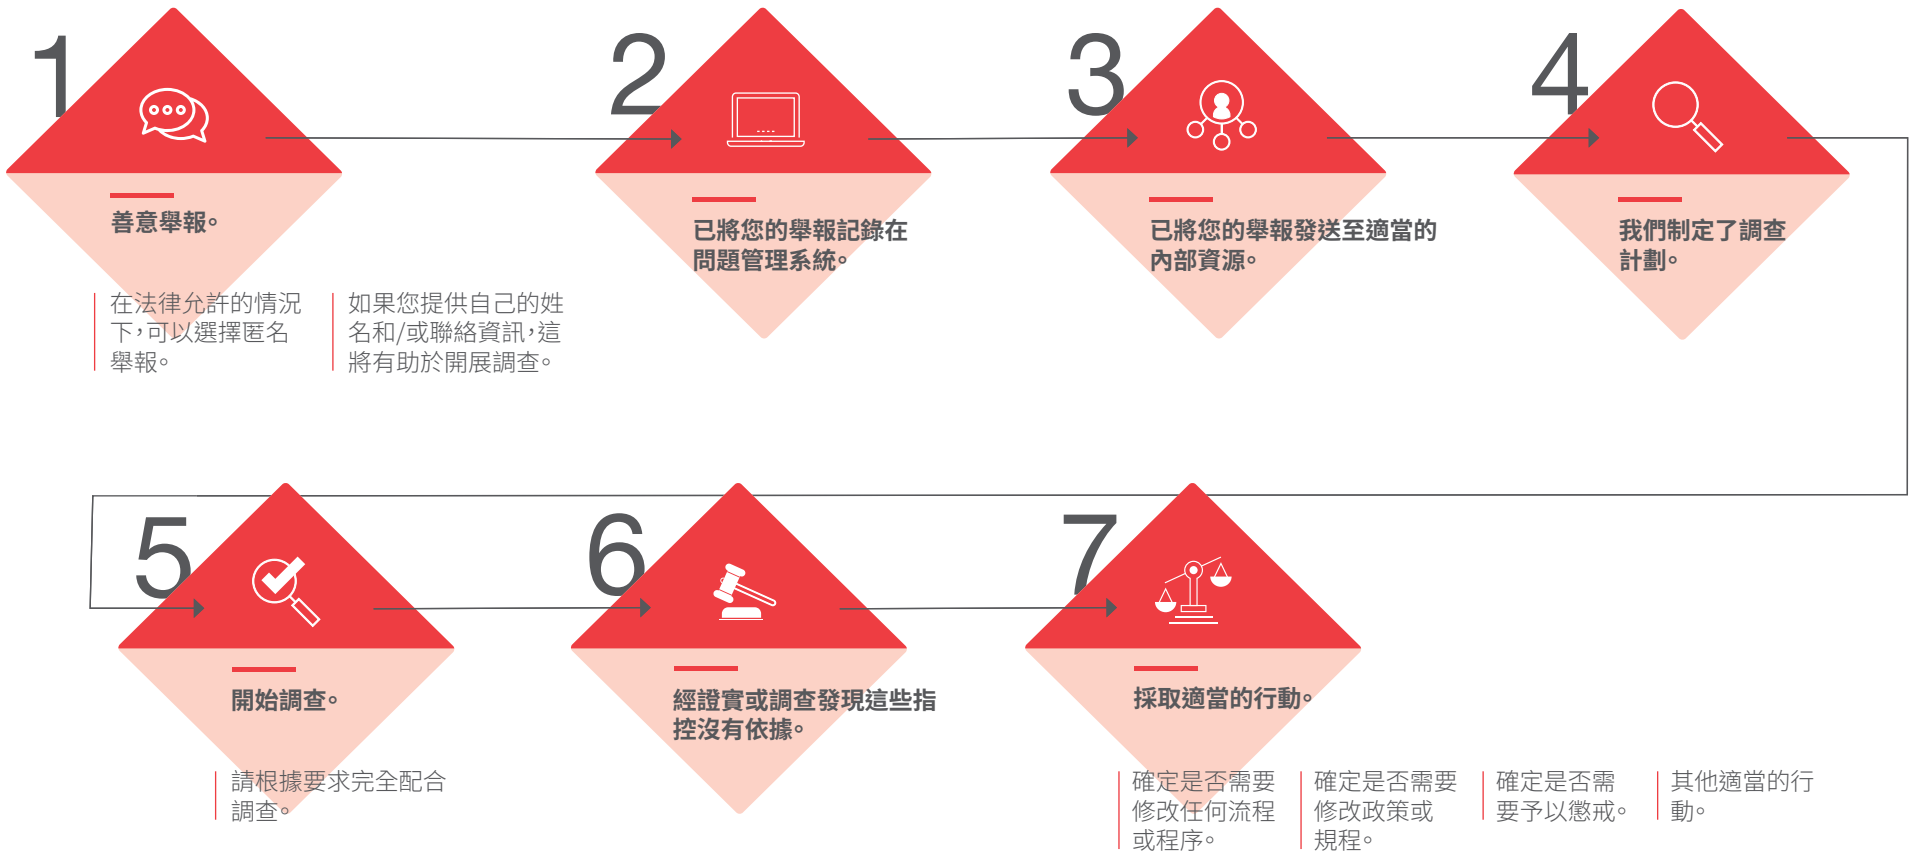 1
善意舉報。
在法律允許的情況
下，可以選擇匿名
舉報。
如果您提供自己的姓
名和/或聯絡資訊，這
將有助於開展調查。
2
已將您的舉報記錄在
問題管理系統。
3
已將您的舉報發送至適當的
內部資源。
4
我們制定了調查
計劃。
5
開始調查。
請根據要求完全配合
調查。
6
經證實或調查發現這些指
控沒有依據。
7
採取適當的行動。
確定是否需要
修改任何流程
或程序。
確定是否需要
修改政策或
規程。
確定是否需
要予以懲戒。
其他適當的行
動。